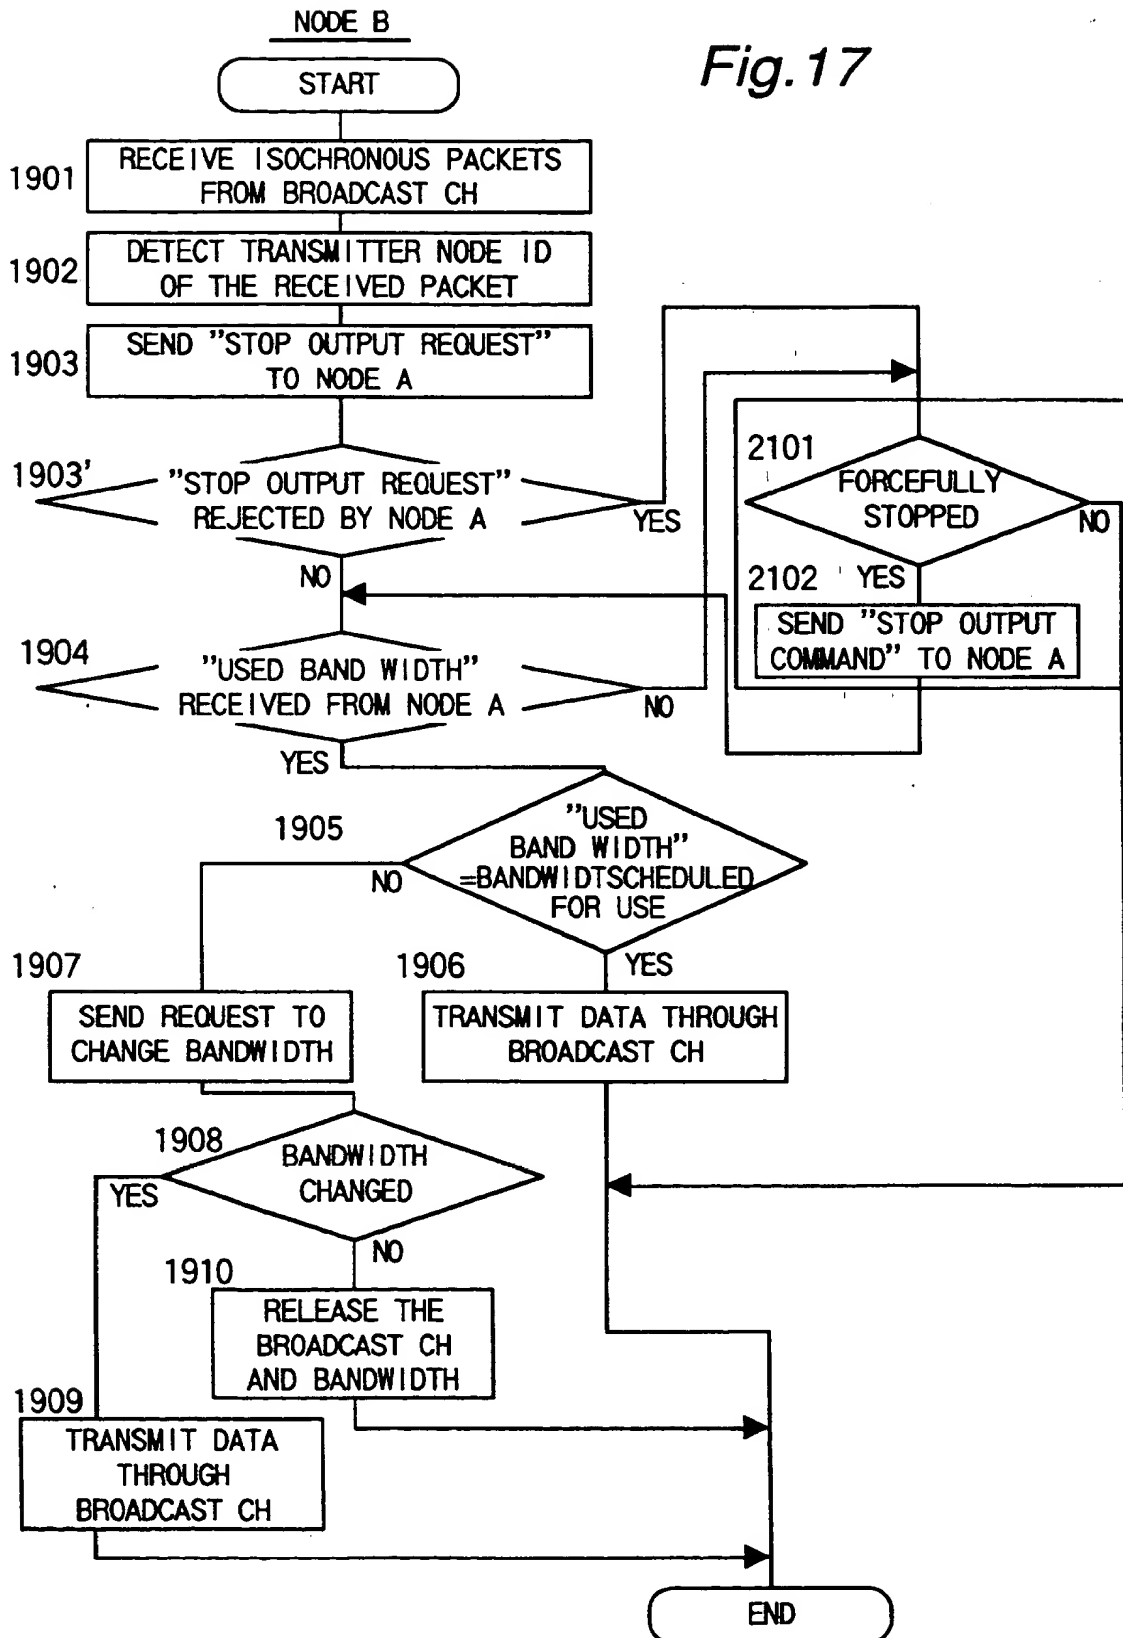 NODE B
Fig.17
START
1901
RECEIVE ISOCHRONOUS PACKETS
FROM BROADCAST CH
1902
DETECT TRANSMITTER NODE ID
OF THE RECEIVED PACKET
1903
SEND "STOP OUTPUT REQUEST"
TO NODE A
1903'
"STOP OUTPUT REQUEST"
REJECTED BY NODE A
YES
NO
2101
FORCEFULLY
STOPPED
NO
YES
2102
SEND "STOP OUTPUT
COMMAND" TO NODE A
1904
"USED BAND WIDTH"
RECEIVED FROM NODE A
NO
YES
1905
"USED
BAND WIDTH"
=BANDWIDTSCHEDULED
FOR USE
NO
YES
1907
SEND REQUEST TO
CHANGE BANDWIDTH
1906
TRANSMIT DATA THROUGH
BROADCAST CH
1908
BANDWIDTH
CHANGED
YES
NO
1910
RELEASE THE
BROADCAST CH
AND BANDWIDTH
1909
TRANSMIT DATA
THROUGH
BROADCAST CH
END